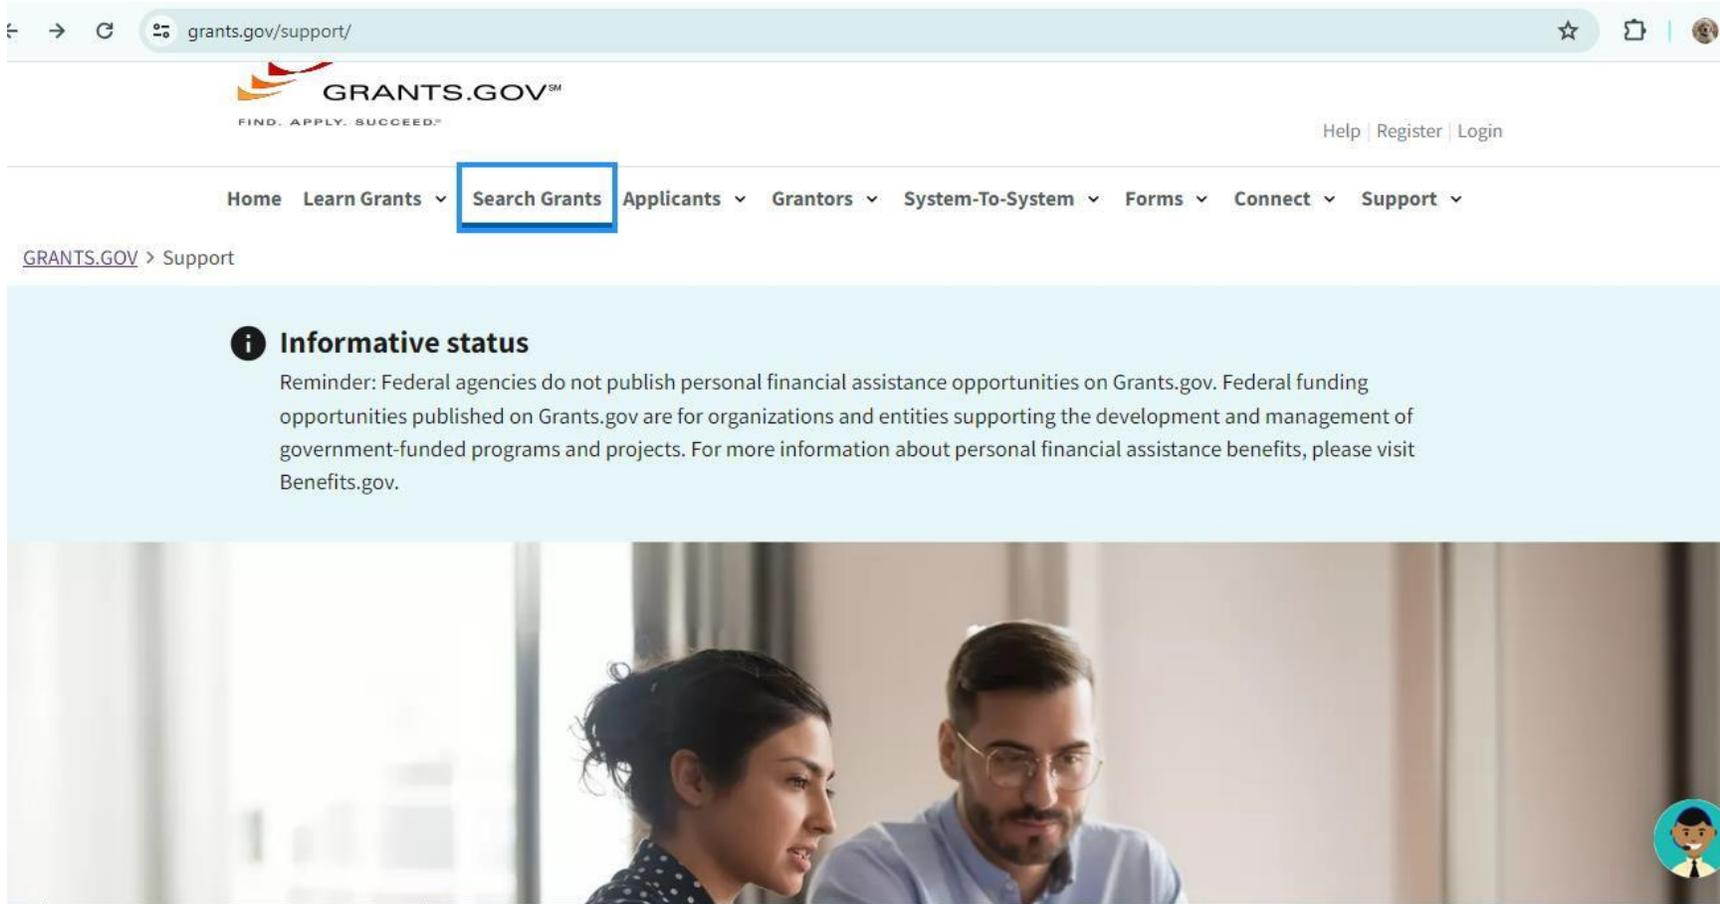 grants.gov/support/
GRANTS.GOV℠
FIND. APPLY. SUCCEED.℠
Help | Register | Login
Home Learn Grants Search Grants Applicants Grantors System-To-System Forms Connect Support
GRANTS.GOV > Support
Informative status
Reminder: Federal agencies do not publish personal financial assistance opportunities on Grants.gov. Federal funding
opportunities published on Grants.gov are for organizations and entities supporting the development and management of
government-funded programs and projects. For more information about personal financial assistance benefits, please visit
Benefits.gov.